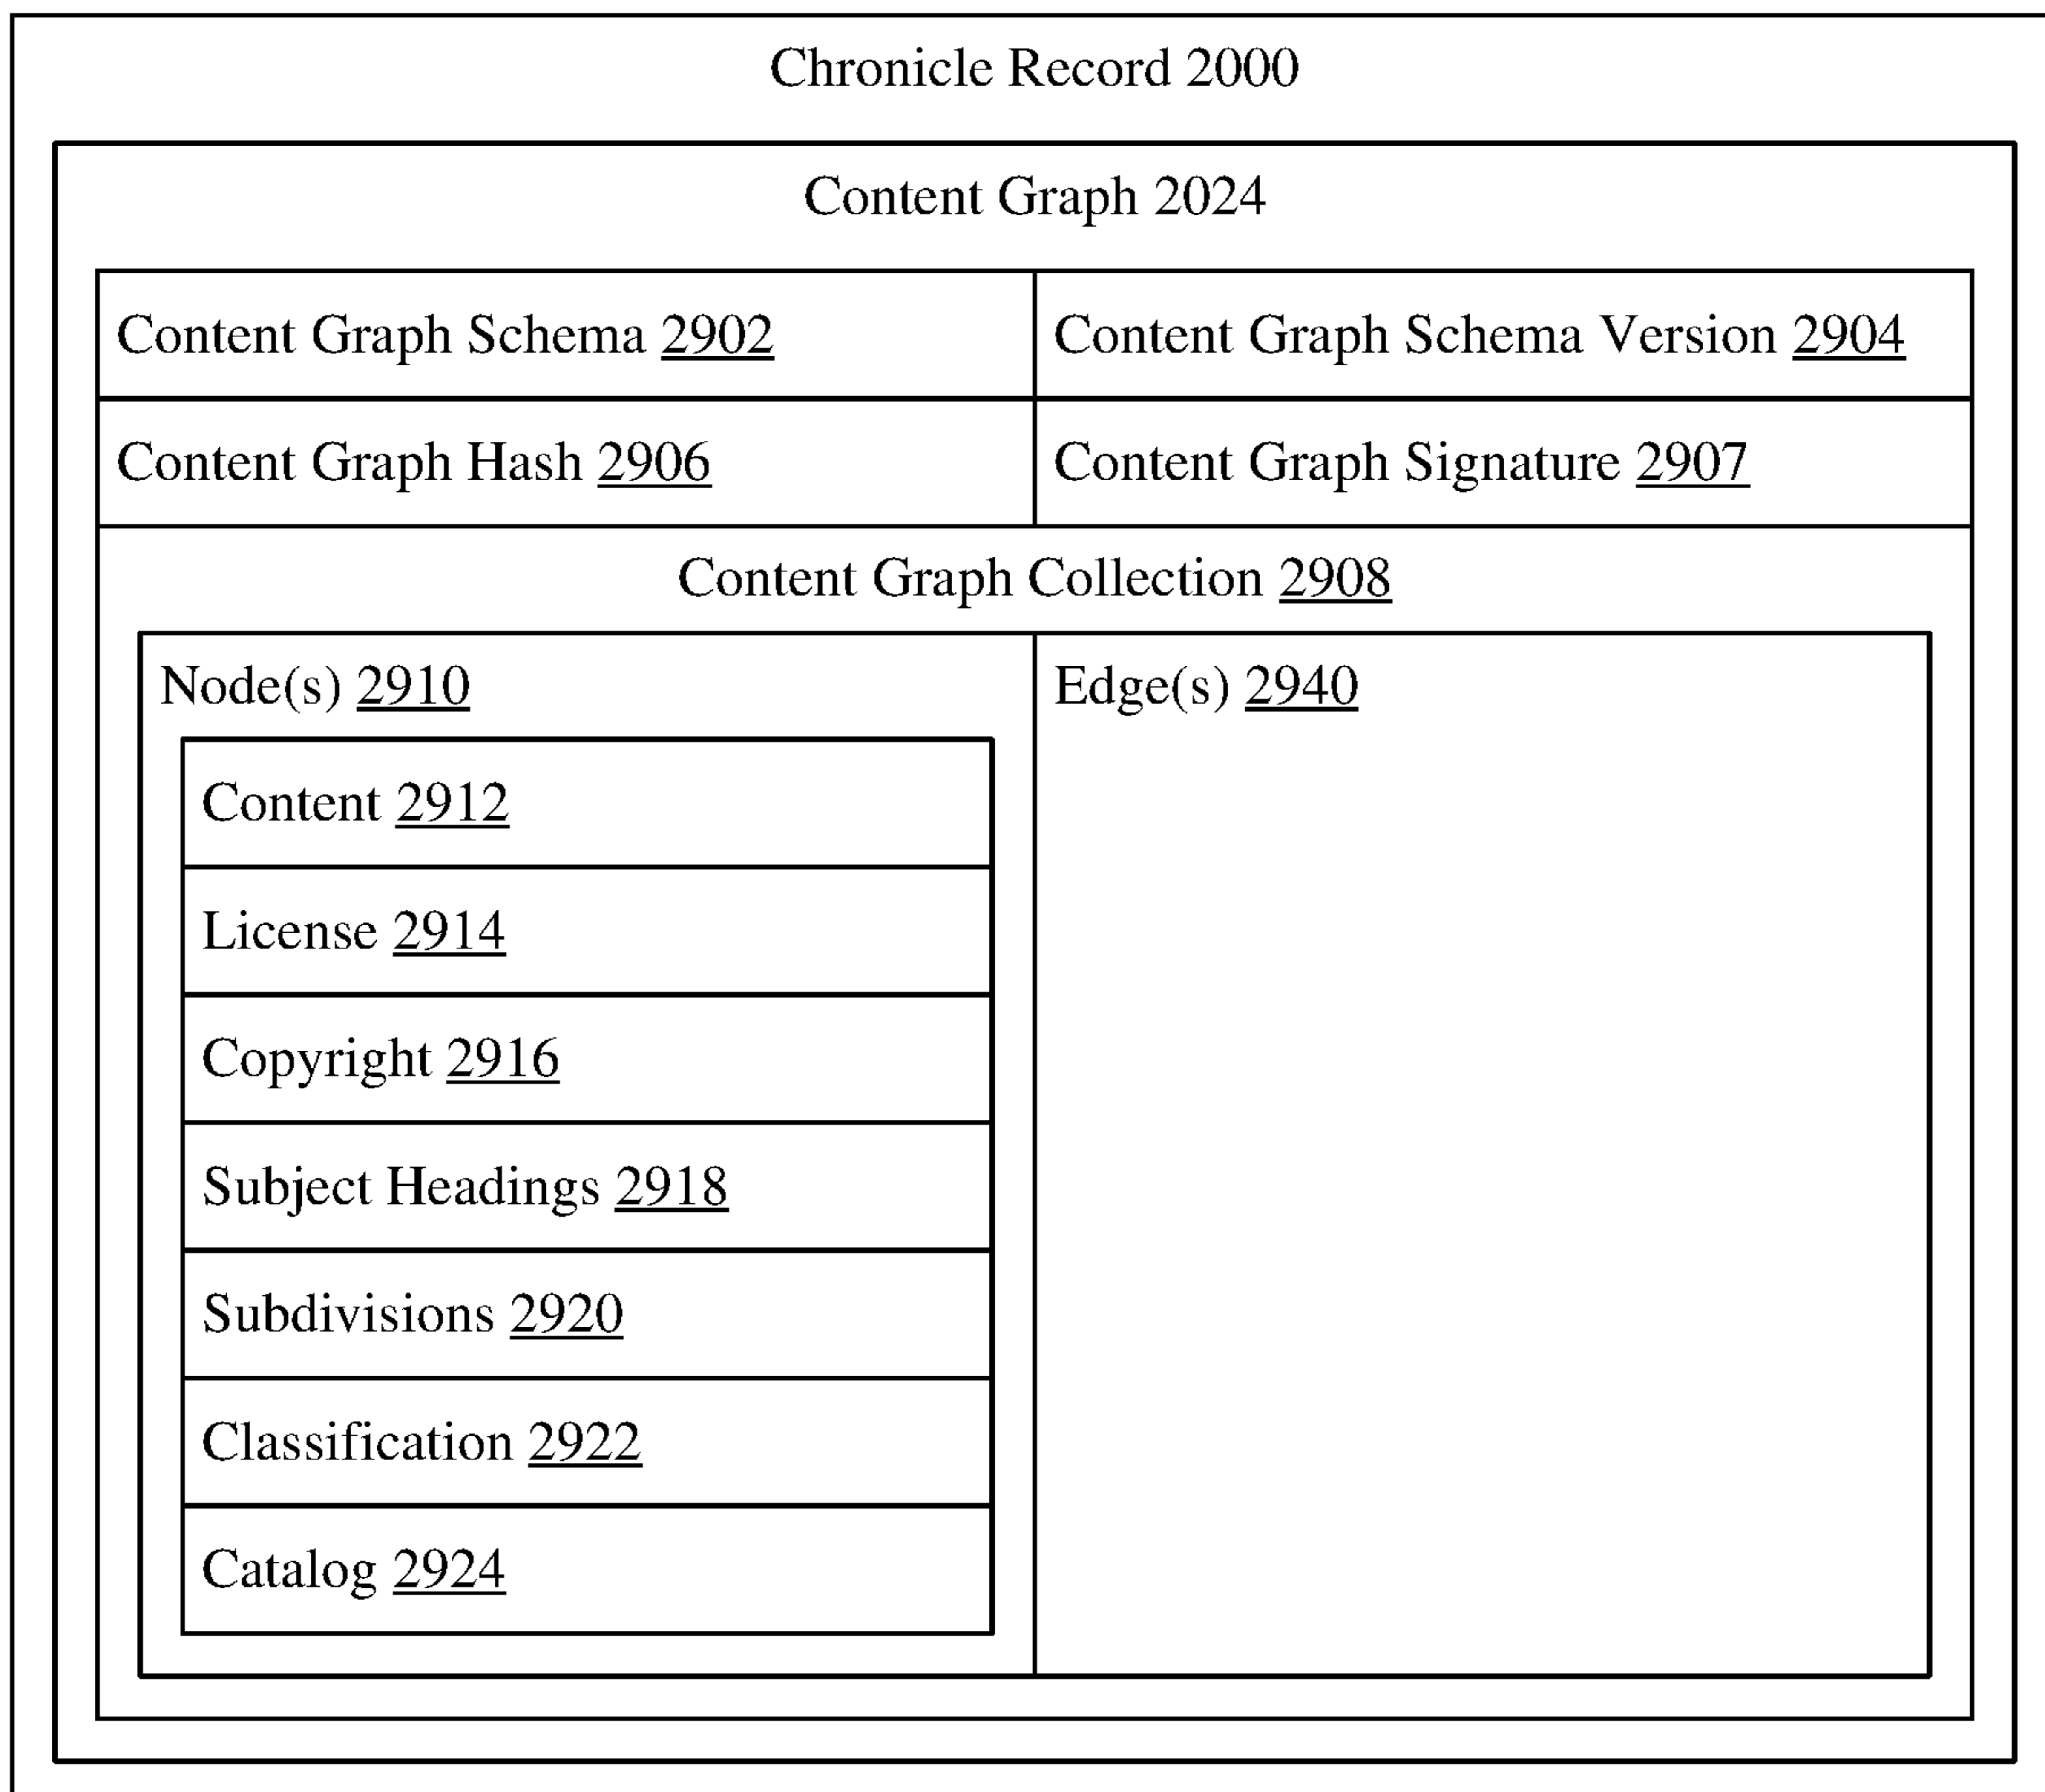 Chronicle Record 2000
Content Graph 2024
Content Graph Schema 2902
Content Graph Schema Version 2904
Content Graph Hash 2906
Content Graph Signature 2907
Content Graph Collection 2908
Node(s) 2910
Edge(s) 2940
Content 2912
License 2914
Copyright 2916
Subject Headings 2918
Subdivisions 2920
Classification 2922
Catalog 2924